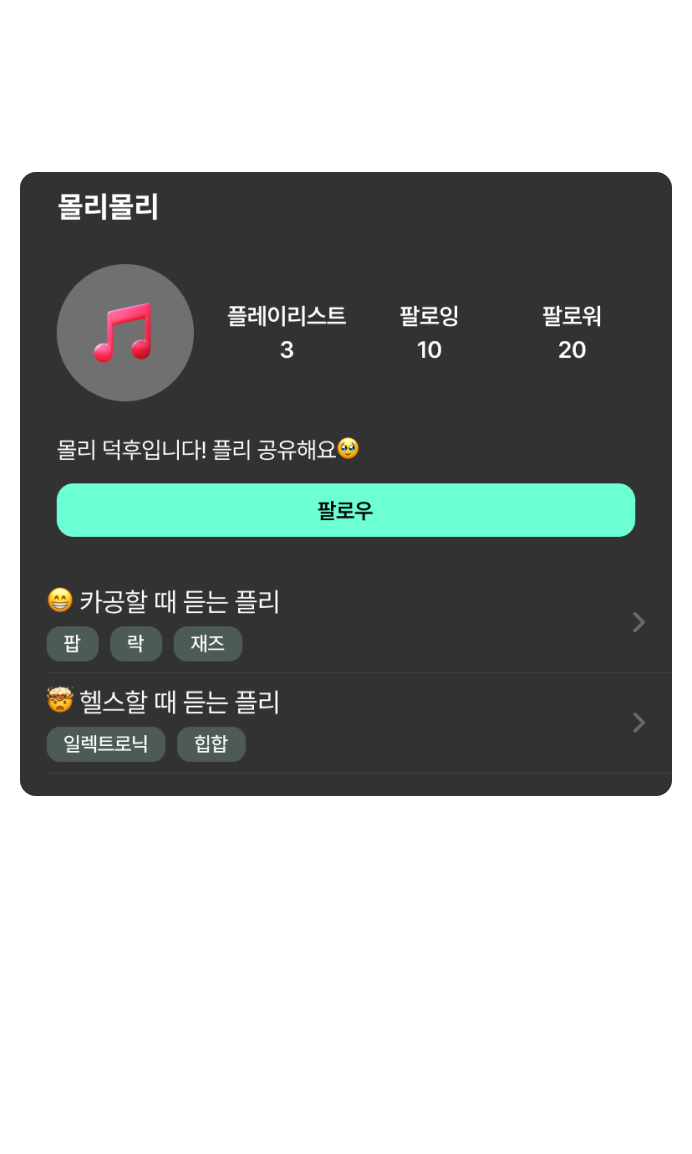 몰리몰리
플레이리스트 팔로잉 팔로워
3 10 20
몰리 덕후입니다! 플리 공유해요🥹
팔로우
😁 카공할 때 듣는 플리
팝 락 재즈
🤯 헬스할 때 듣는 플리
일렉트로닉 힙합